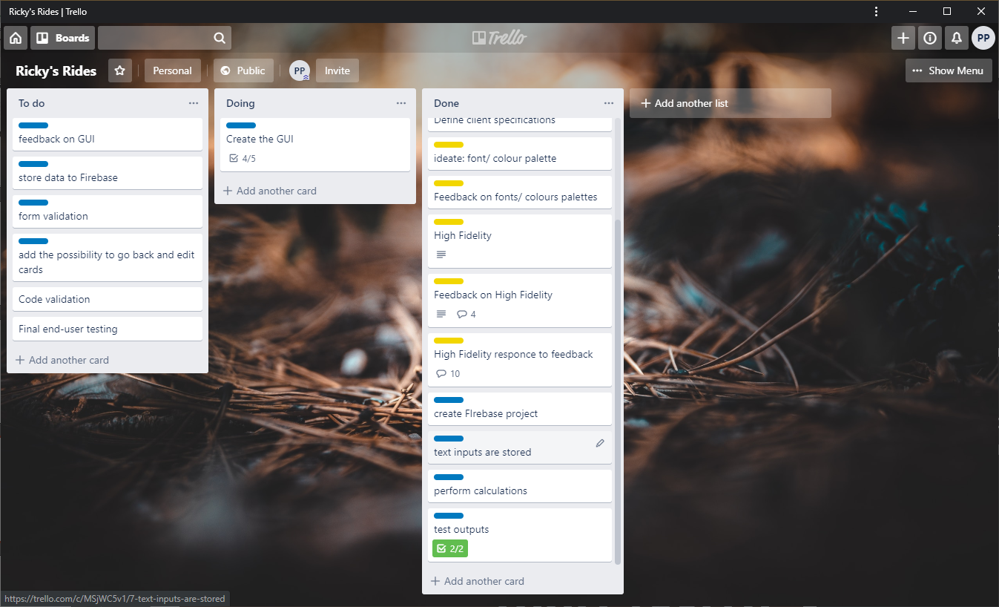 Ricky's Rides | Trello
Boards
Trello
PP
Ricky's Rides
Personal
Public
PP
Invite
Show Menu
To do
feedback on GUI
store data to Firebase
form validation
add the possibility to go back and edit
cards
Code validation
Final end-user testing
+ Add another card
Doing
Create the GUI
4/5
+ Add another card
Done
Define client specifications
ideate: font/ colour palette
Feedback on fonts/ colours palettes
High Fidelity
Feedback on High Fidelity
4
High Fidelity responce to feedback
10
create FIrebase project
text inputs are stored
perform calculations
test outputs
2/2
+ Add another card
+ Add another list
https://trello.com/c/MSjWC5v1/7-text-inputs-are-stored